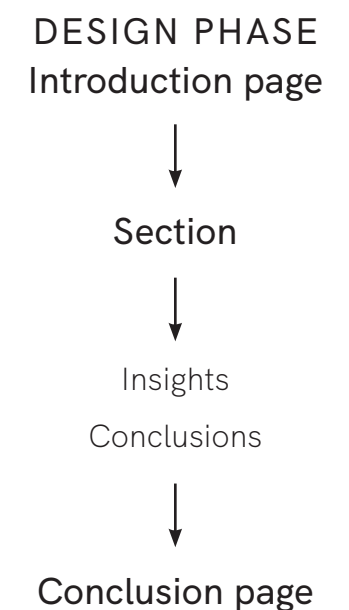 DESIGN PHASE
Introduction page
Section
Insights
Conclusions
Conclusion page